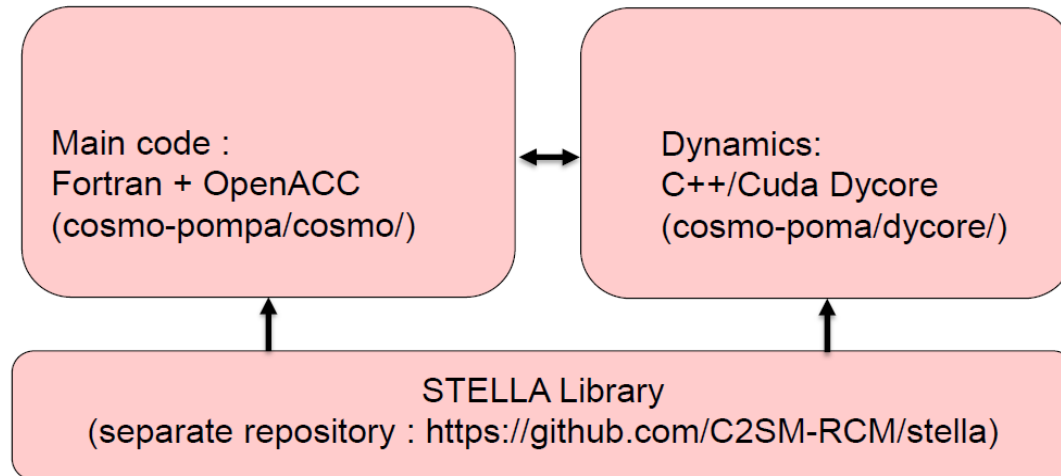 Main code :
Fortran + OpenACC
(cosmo-pompa/cosmo/)
Dynamics:
C++/Cuda Dycore
(cosmo-poma/dycore/)
STELLA Library
(separate repository : https://github.com/C2SM-RCM/stella)